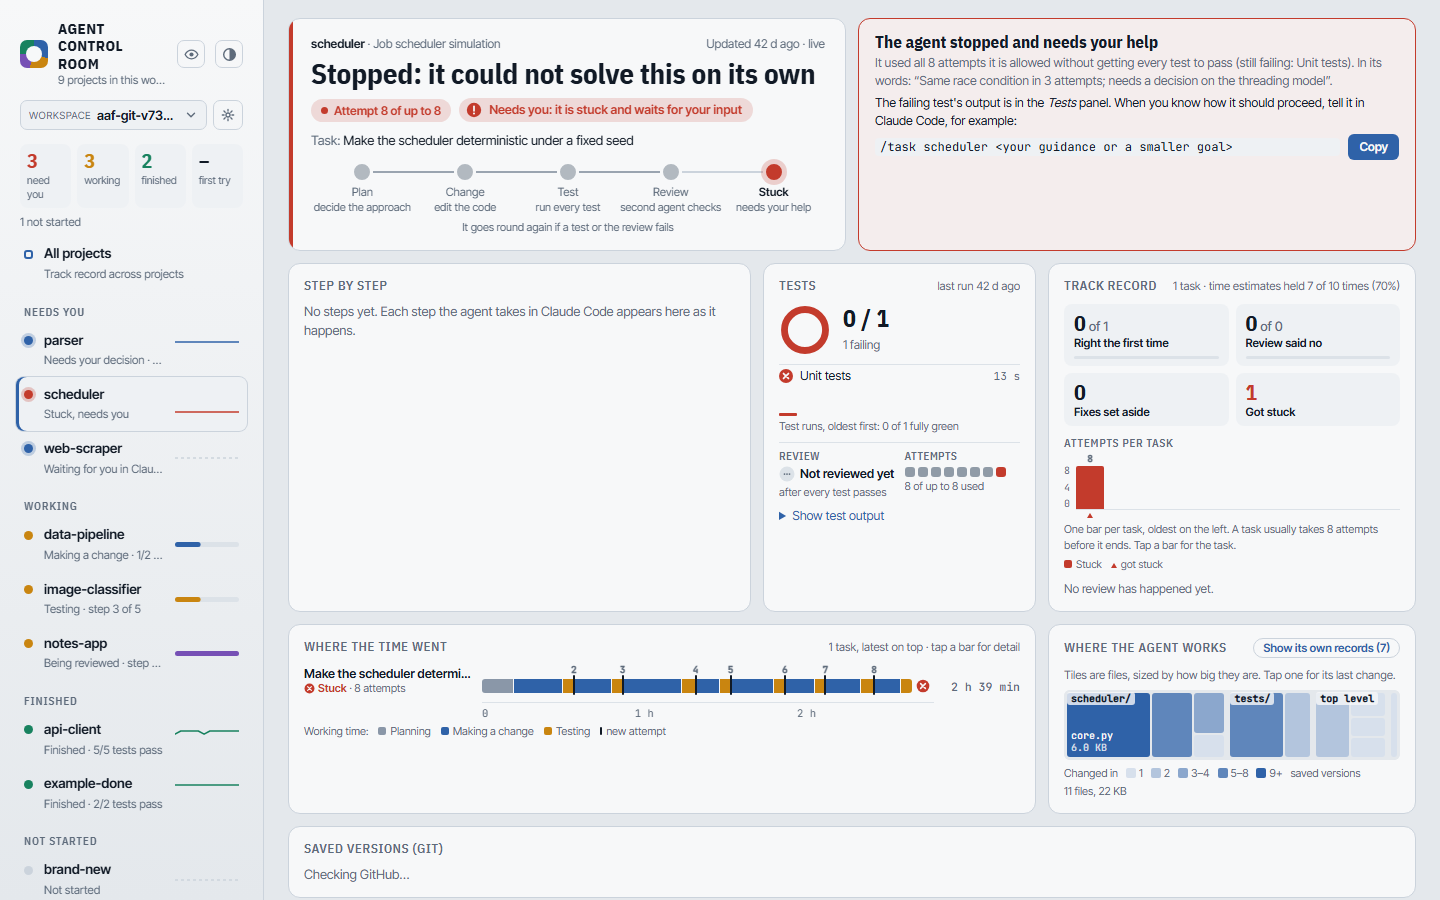 AGENT
CONTROL
ROOM
9 projects in this wo...
WORKSPACE aaf-git-v73...
3 need you
3 working
2 finished
– first try
1 not started
All projects
Track record across projects
NEEDS YOU
parser
Needs your decision · ...
scheduler
Stuck, needs you
web-scraper
Waiting for you in Clau...
WORKING
data-pipeline
Making a change · 1/2 ...
image-classifier
Testing · step 3 of 5
notes-app
Being reviewed · step ...
FINISHED
api-client
Finished · 5/5 tests pass
example-done
Finished · 2/2 tests pass
NOT STARTED
brand-new
Not started
scheduler · Job scheduler simulation
Updated 42 d ago · live
Stopped: it could not solve this on its own
Attempt 8 of up to 8
Needs you: it is stuck and waits for your input
Task: Make the scheduler deterministic under a fixed seed
Plan
decide the approach
Change
edit the code
Test
run every test
Review
second agent checks
Stuck
needs your help
It goes round again if a test or the review fails
The agent stopped and needs your help
It used all 8 attempts it is allowed without getting every test to pass (still failing: Unit tests). In its
words: “Same race condition in 3 attempts; needs a decision on the threading model”.
The failing test's output is in the Tests panel. When you know how it should proceed, tell it in
Claude Code, for example:
/task scheduler <your guidance or a smaller goal>
Copy
STEP BY STEP
No steps yet. Each step the agent takes in Claude Code appears here as it
happens.
TESTS
last run 42 d ago
0 / 1
1 failing
Unit tests
13 s
Test runs, oldest first: 0 of 1 fully green
REVIEW
Not reviewed yet
after every test passes
ATTEMPTS
8 of up to 8 used
Show test output
TRACK RECORD
1 task · time estimates held 7 of 10 times (70%)
0 of 1
Right the first time
0 of 0
Review said no
0
Fixes set aside
1
Got stuck
ATTEMPTS PER TASK
8
8
4
0
One bar per task, oldest on the left. A task usually takes 8 attempts
before it ends. Tap a bar for the task.
Stuck
got stuck
No review has happened yet.
WHERE THE TIME WENT
1 task, latest on top · tap a bar for detail
Make the scheduler determi...
Stuck · 8 attempts
2 3 4 5 6 7 8
2 h 39 min
0 1 h 2 h
Working time: Planning Making a change Testing new attempt
WHERE THE AGENT WORKS
Show its own records (7)
Tiles are files, sized by how big they are. Tap one for its last change.
scheduler/
tests/
top level
core.py
6.0 KB
Changed in 1 2 3–4 5–8 9+ saved versions
11 files, 22 KB
SAVED VERSIONS (GIT)
Checking GitHub...